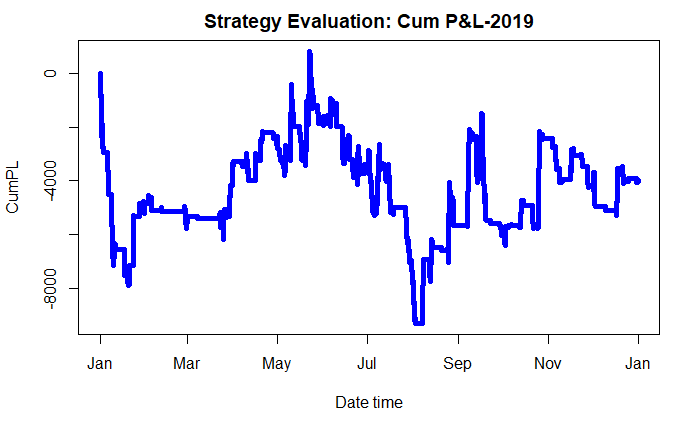 Strategy Evaluation: Cum P&L-2019
CumPL
0
-4000
-8000
Jan Mar May Jul Sep Nov Jan
Date time